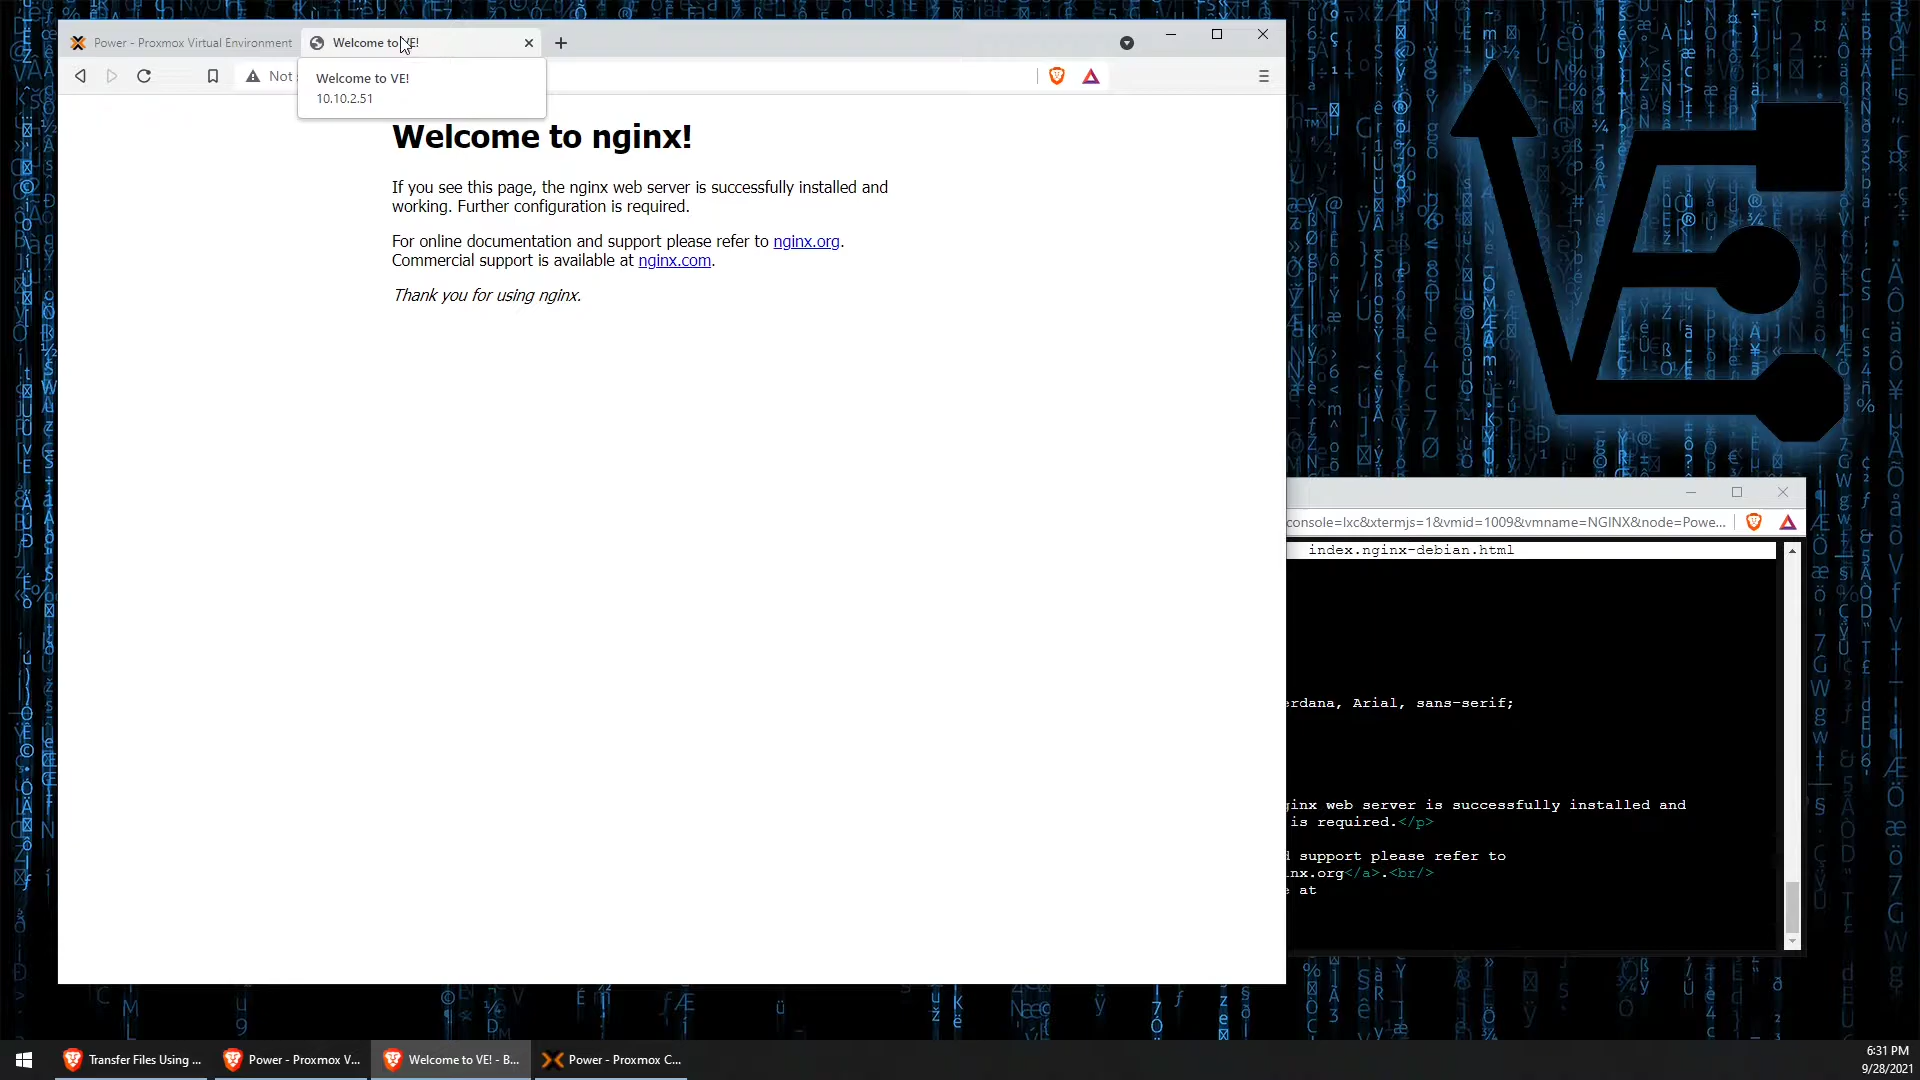 Power - Proxmox Virtual Environment
Welcome to VE!
Not
Welcome to VE!
10.10.2.51
Welcome to nginx!
If you see this page, the nginx web server is successfully installed and
working. Further configuration is required.
For online documentation and support please refer to nginx.org.
Commercial support is available at nginx.com.
Thank you for using nginx.
console=lxc&xtermjs=1&vmid=1009&vmname=NGINX&node=Powe...
index.nginx-debian.html
erdana, Arial, sans-serif;
ginx web server is successfully installed and
is required.</p>
support please refer to
inx.org</a>.<br/>
at
Transfer Files Using ...
Power - Proxmox V...
Welcome to VE! - B...
Power - Proxmox C...
6:31 PM
9/28/2021